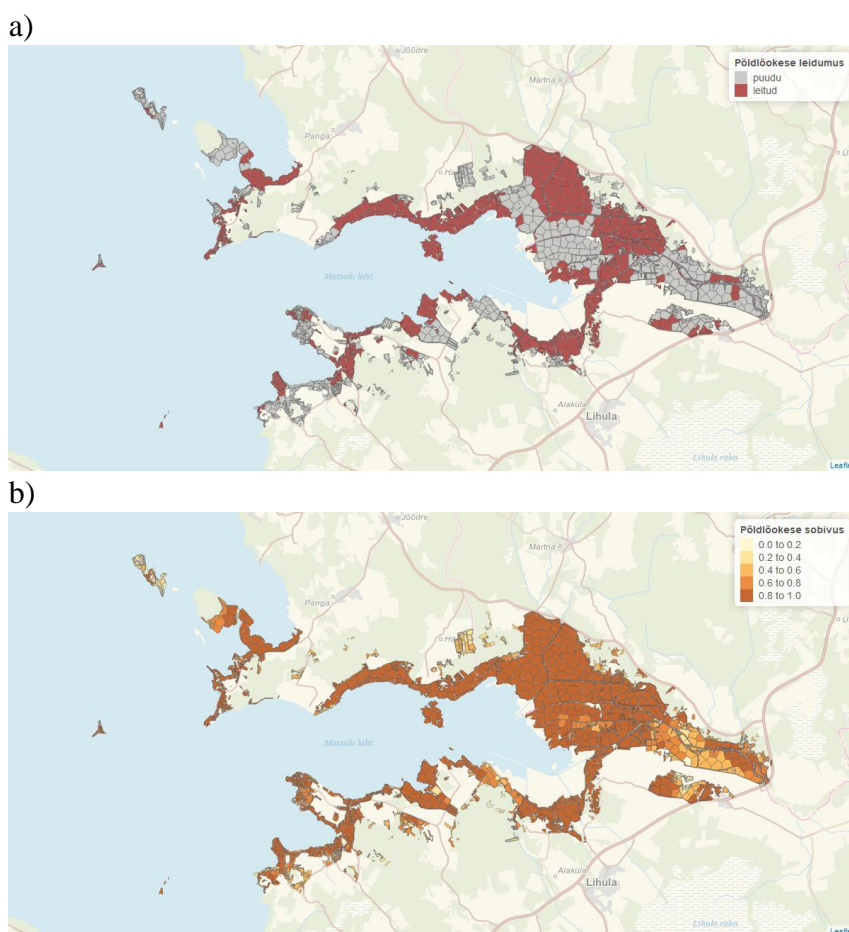 a)
Jõõdre
Põldlõokese leidumus
puudu
leitud
Martna
Panga
Matsalu laht
Alaküla
Lihula
Lihula raba
Leafle
b)
Jõõdre
Põldlõokese sobivus
0.0 to 0.2
0.2 to 0.4
0.4 to 0.6
0.6 to 0.8
0.8 to 1.0
Martna
Panga
Matsalu laht
Alaküla
Lihula
Lihula raba